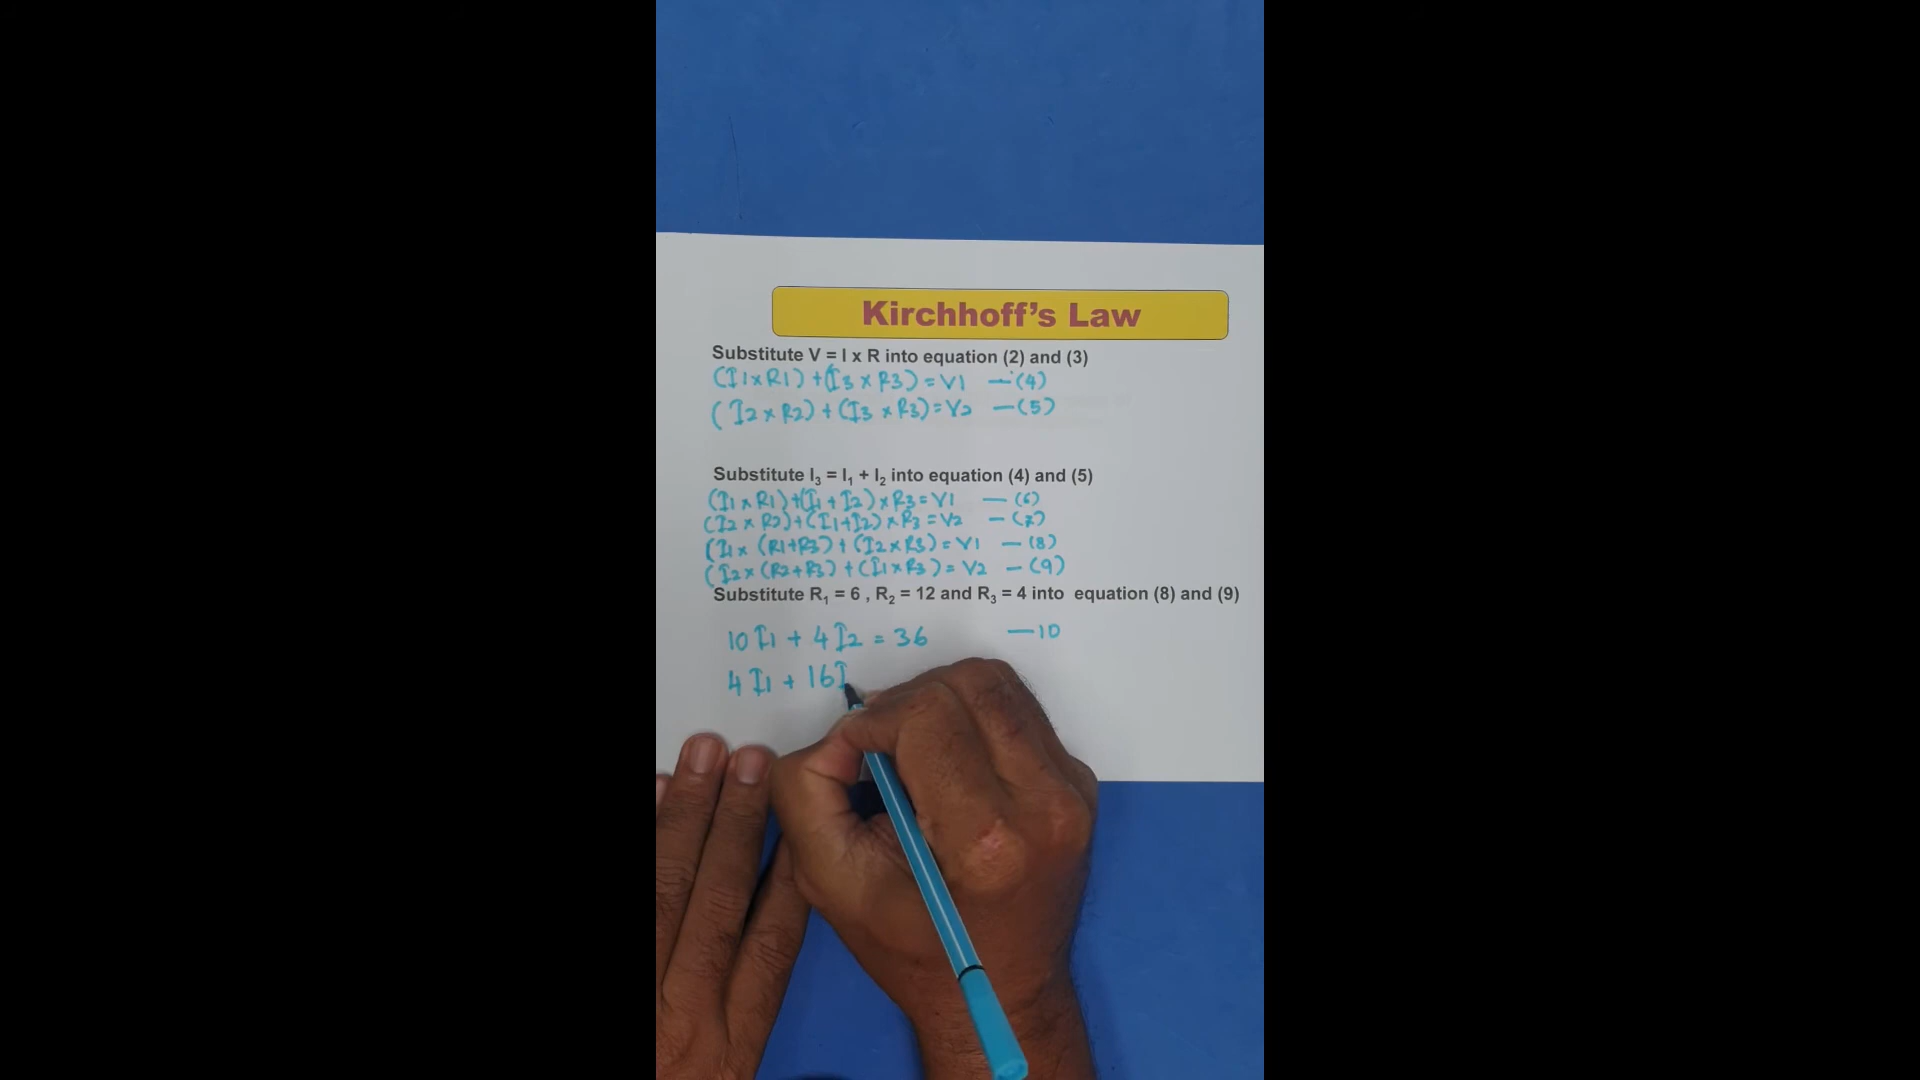 Kirchhoff's Law
Substitute V = I x R into equation (2) and (3)
(I1 x R1) + (I3 x R3) = V1 — (4)
(I2 x R2) + (I3 x R3) = V2 — (5)
Substitute I3 = I1 + I2 into equation (4) and (5)
(I1 x R1) + (I1 + I2) x R3 = V1 — (6)
(I2 x R2) + (I1 + I2) x R3 = V2 — (7)
(I1 x (R1 + R3) + (I2 x R3) = V1 — (8)
(I2 x (R2 + R3) + (I1 x R3) = V2 — (9)
Substitute R1 = 6 , R2 = 12 and R3 = 4 into equation (8) and (9)
10 I1 + 4 I2 = 36 — 10
4 I1 + 16 I